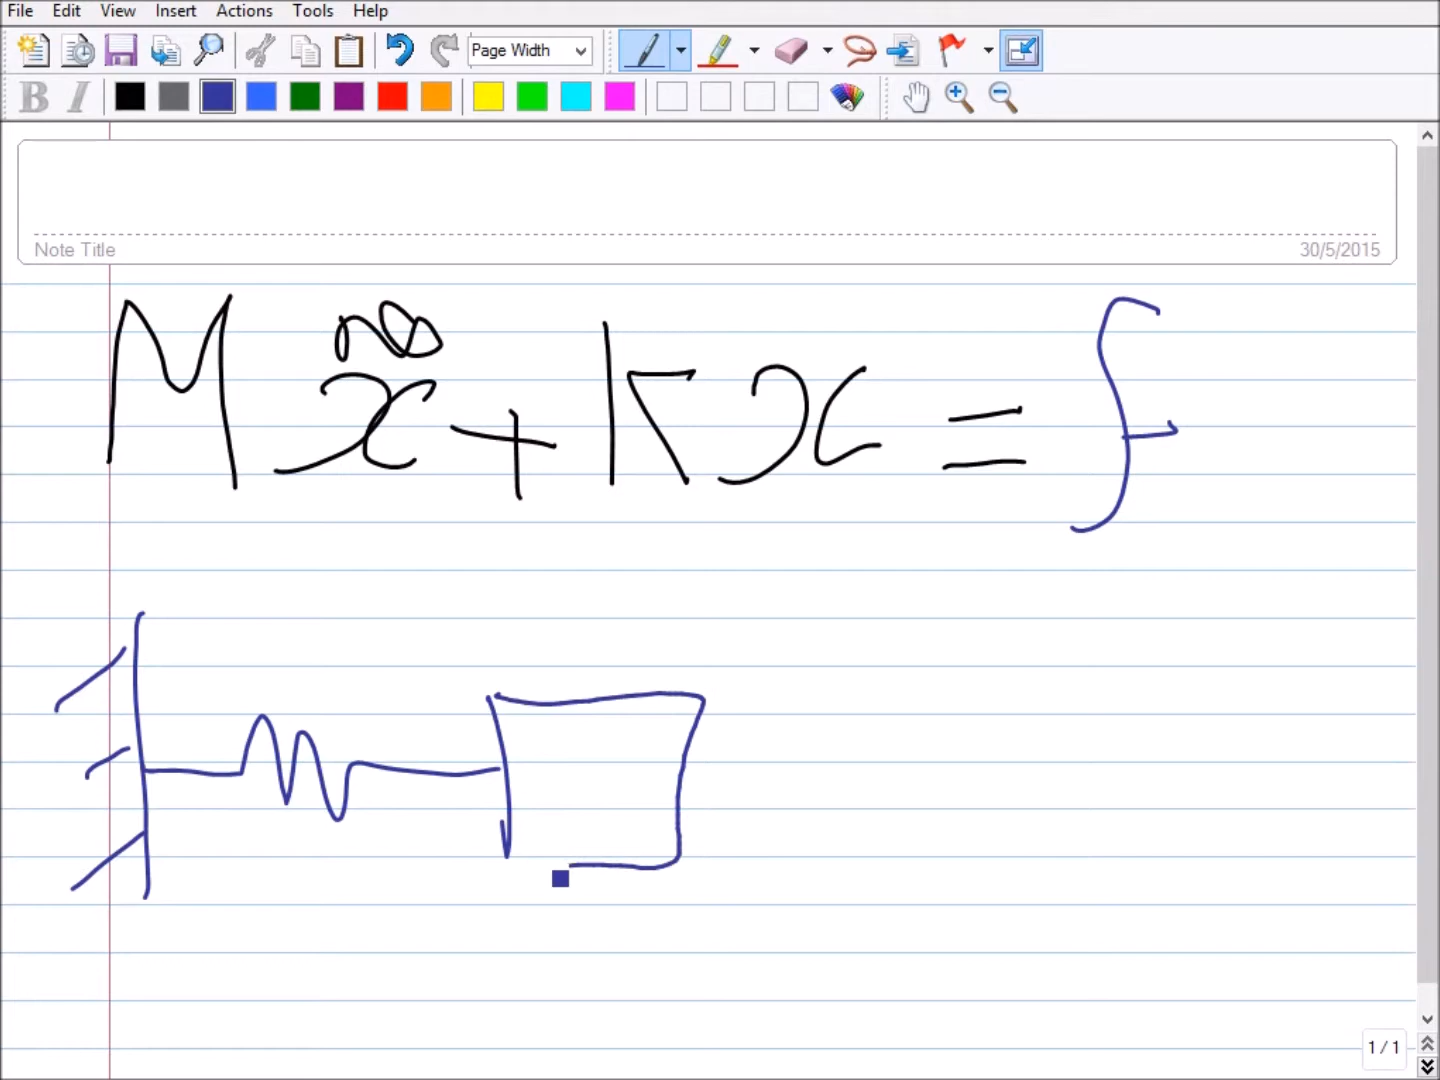 File Edit View Insert Actions Tools Help
Page Width
B I
Note Title 30/5/2015
Mẍ + Kx = f
1 / 1